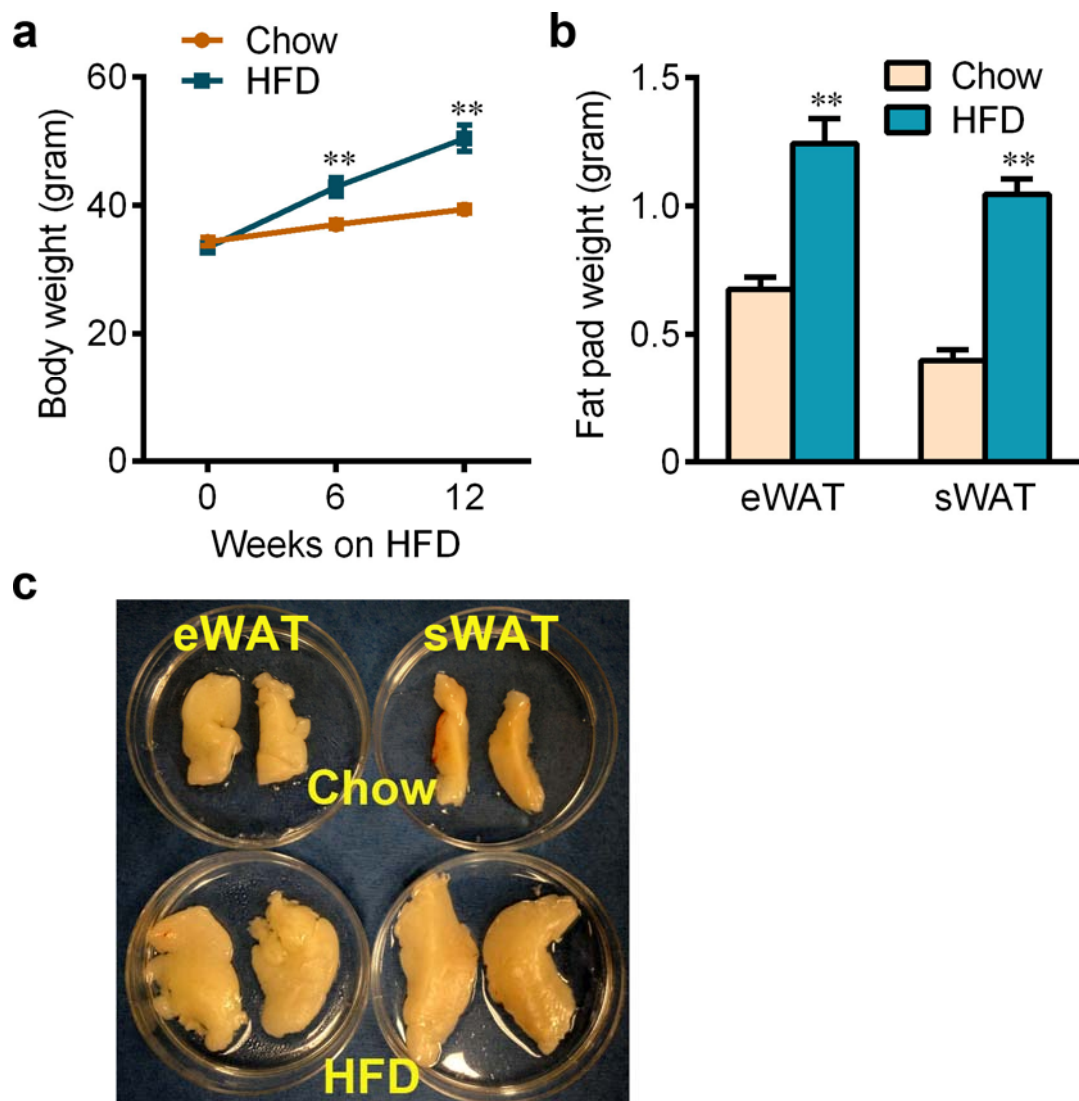 a
Chow
HFD
60
40
20
0
Body weight (gram)
**
**
0 6 12
Weeks on HFD
b
Chow
HFD
1.5
1.0
0.5
0
Fat pad weight (gram)
**
**
eWAT sWAT
c
eWAT sWAT
Chow
HFD